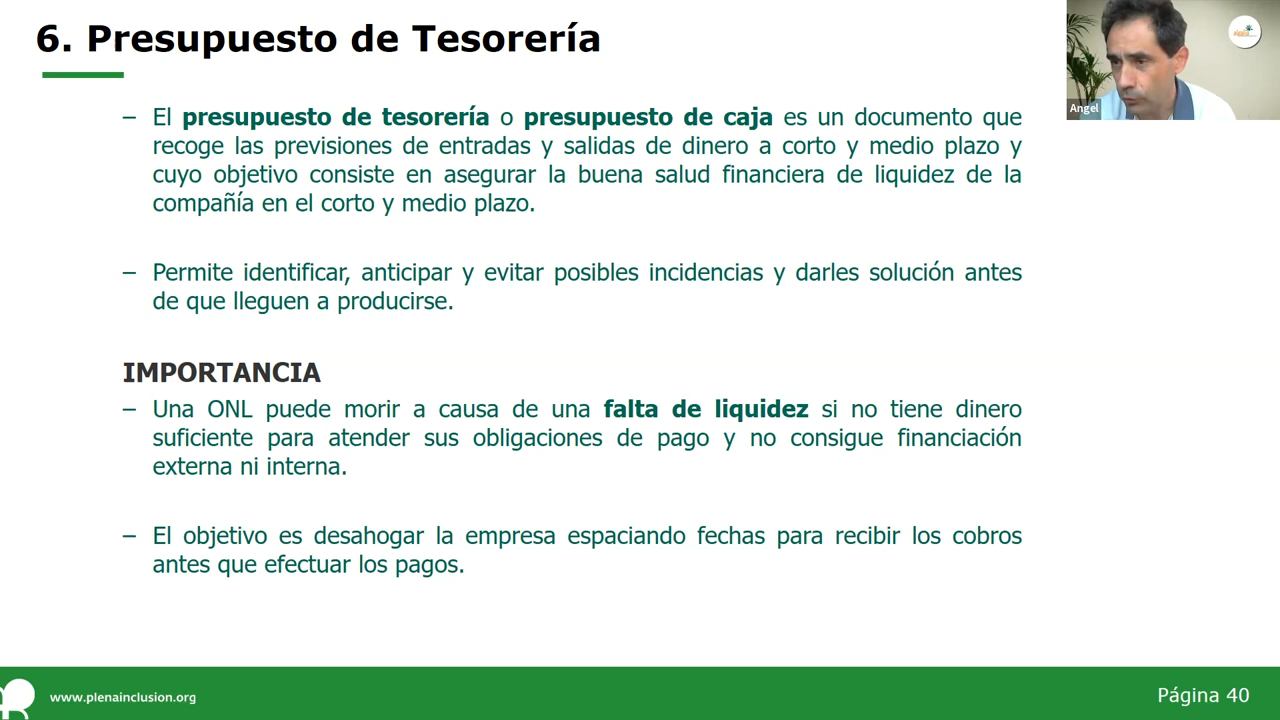 6. Presupuesto de Tesorería
Angel
– El presupuesto de tesorería o presupuesto de caja es un documento que
recoge las previsiones de entradas y salidas de dinero a corto y medio plazo y
cuyo objetivo consiste en asegurar la buena salud financiera de liquidez de la
compañía en el corto y medio plazo.
– Permite identificar, anticipar y evitar posibles incidencias y darles solución antes
de que lleguen a producirse.
IMPORTANCIA
– Una ONL puede morir a causa de una falta de liquidez si no tiene dinero
suficiente para atender sus obligaciones de pago y no consigue financiación
externa ni interna.
– El objetivo es desahogar la empresa espaciando fechas para recibir los cobros
antes que efectuar los pagos.
www.plenainclusion.org
Página 40